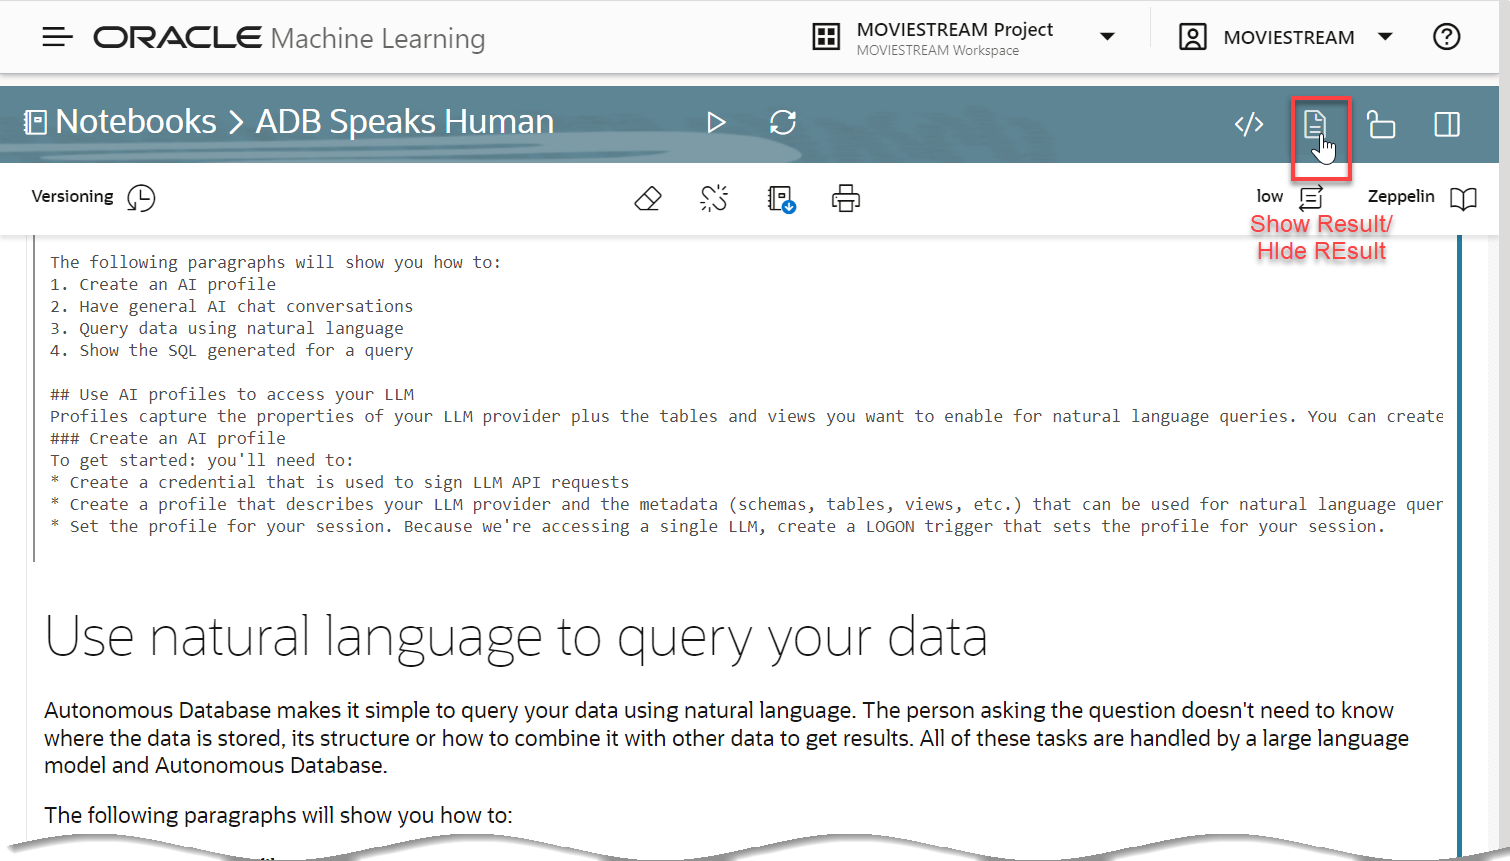 ORACLE Machine Learning
MOVIESTREAM Project
MOVIESTREAM Workspace
MOVIESTREAM
Notebooks > ADB Speaks Human
Versioning
low
Zeppelin
Show Result/
HIde REsult
The following paragraphs will show you how to:
1. Create an AI profile
2. Have general AI chat conversations
3. Query data using natural language
4. Show the SQL generated for a query
## Use AI profiles to access your LLM
Profiles capture the properties of your LLM provider plus the tables and views you want to enable for natural language queries. You can create
### Create an AI profile
To get started: you'll need to:
* Create a credential that is used to sign LLM API requests
* Create a profile that describes your LLM provider and the metadata (schemas, tables, views, etc.) that can be used for natural language quer
* Set the profile for your session. Because we're accessing a single LLM, create a LOGON trigger that sets the profile for your session.
Use natural language to query your data
Autonomous Database makes it simple to query your data using natural language. The person asking the question doesn't need to know
where the data is stored, its structure or how to combine it with other data to get results. All of these tasks are handled by a large language
model and Autonomous Database.
The following paragraphs will show you how to: